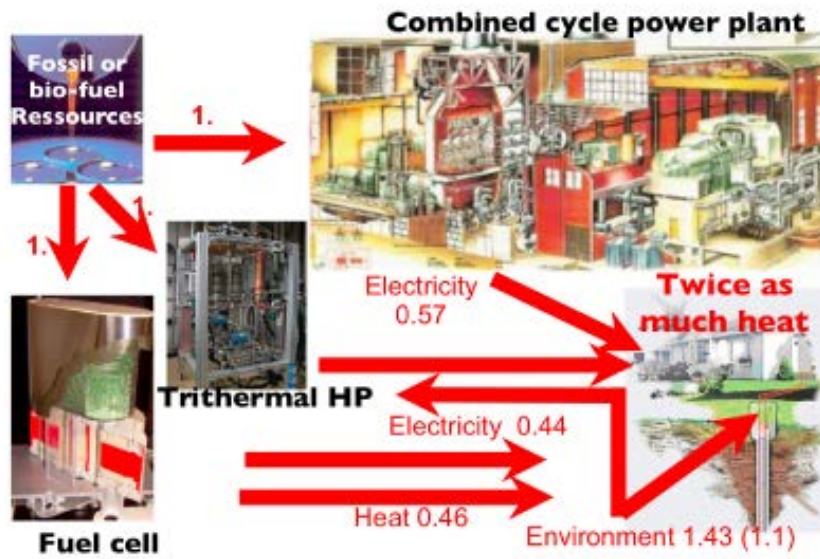 Combined cycle power plant
Fossil or
bio-fuel
Ressources
1.
1.
1.
Electricity
0.57
Twice as
much heat
Trithermal HP
Electricity 0.44
Heat 0.46
Environment 1.43 (1.1)
Fuel cell